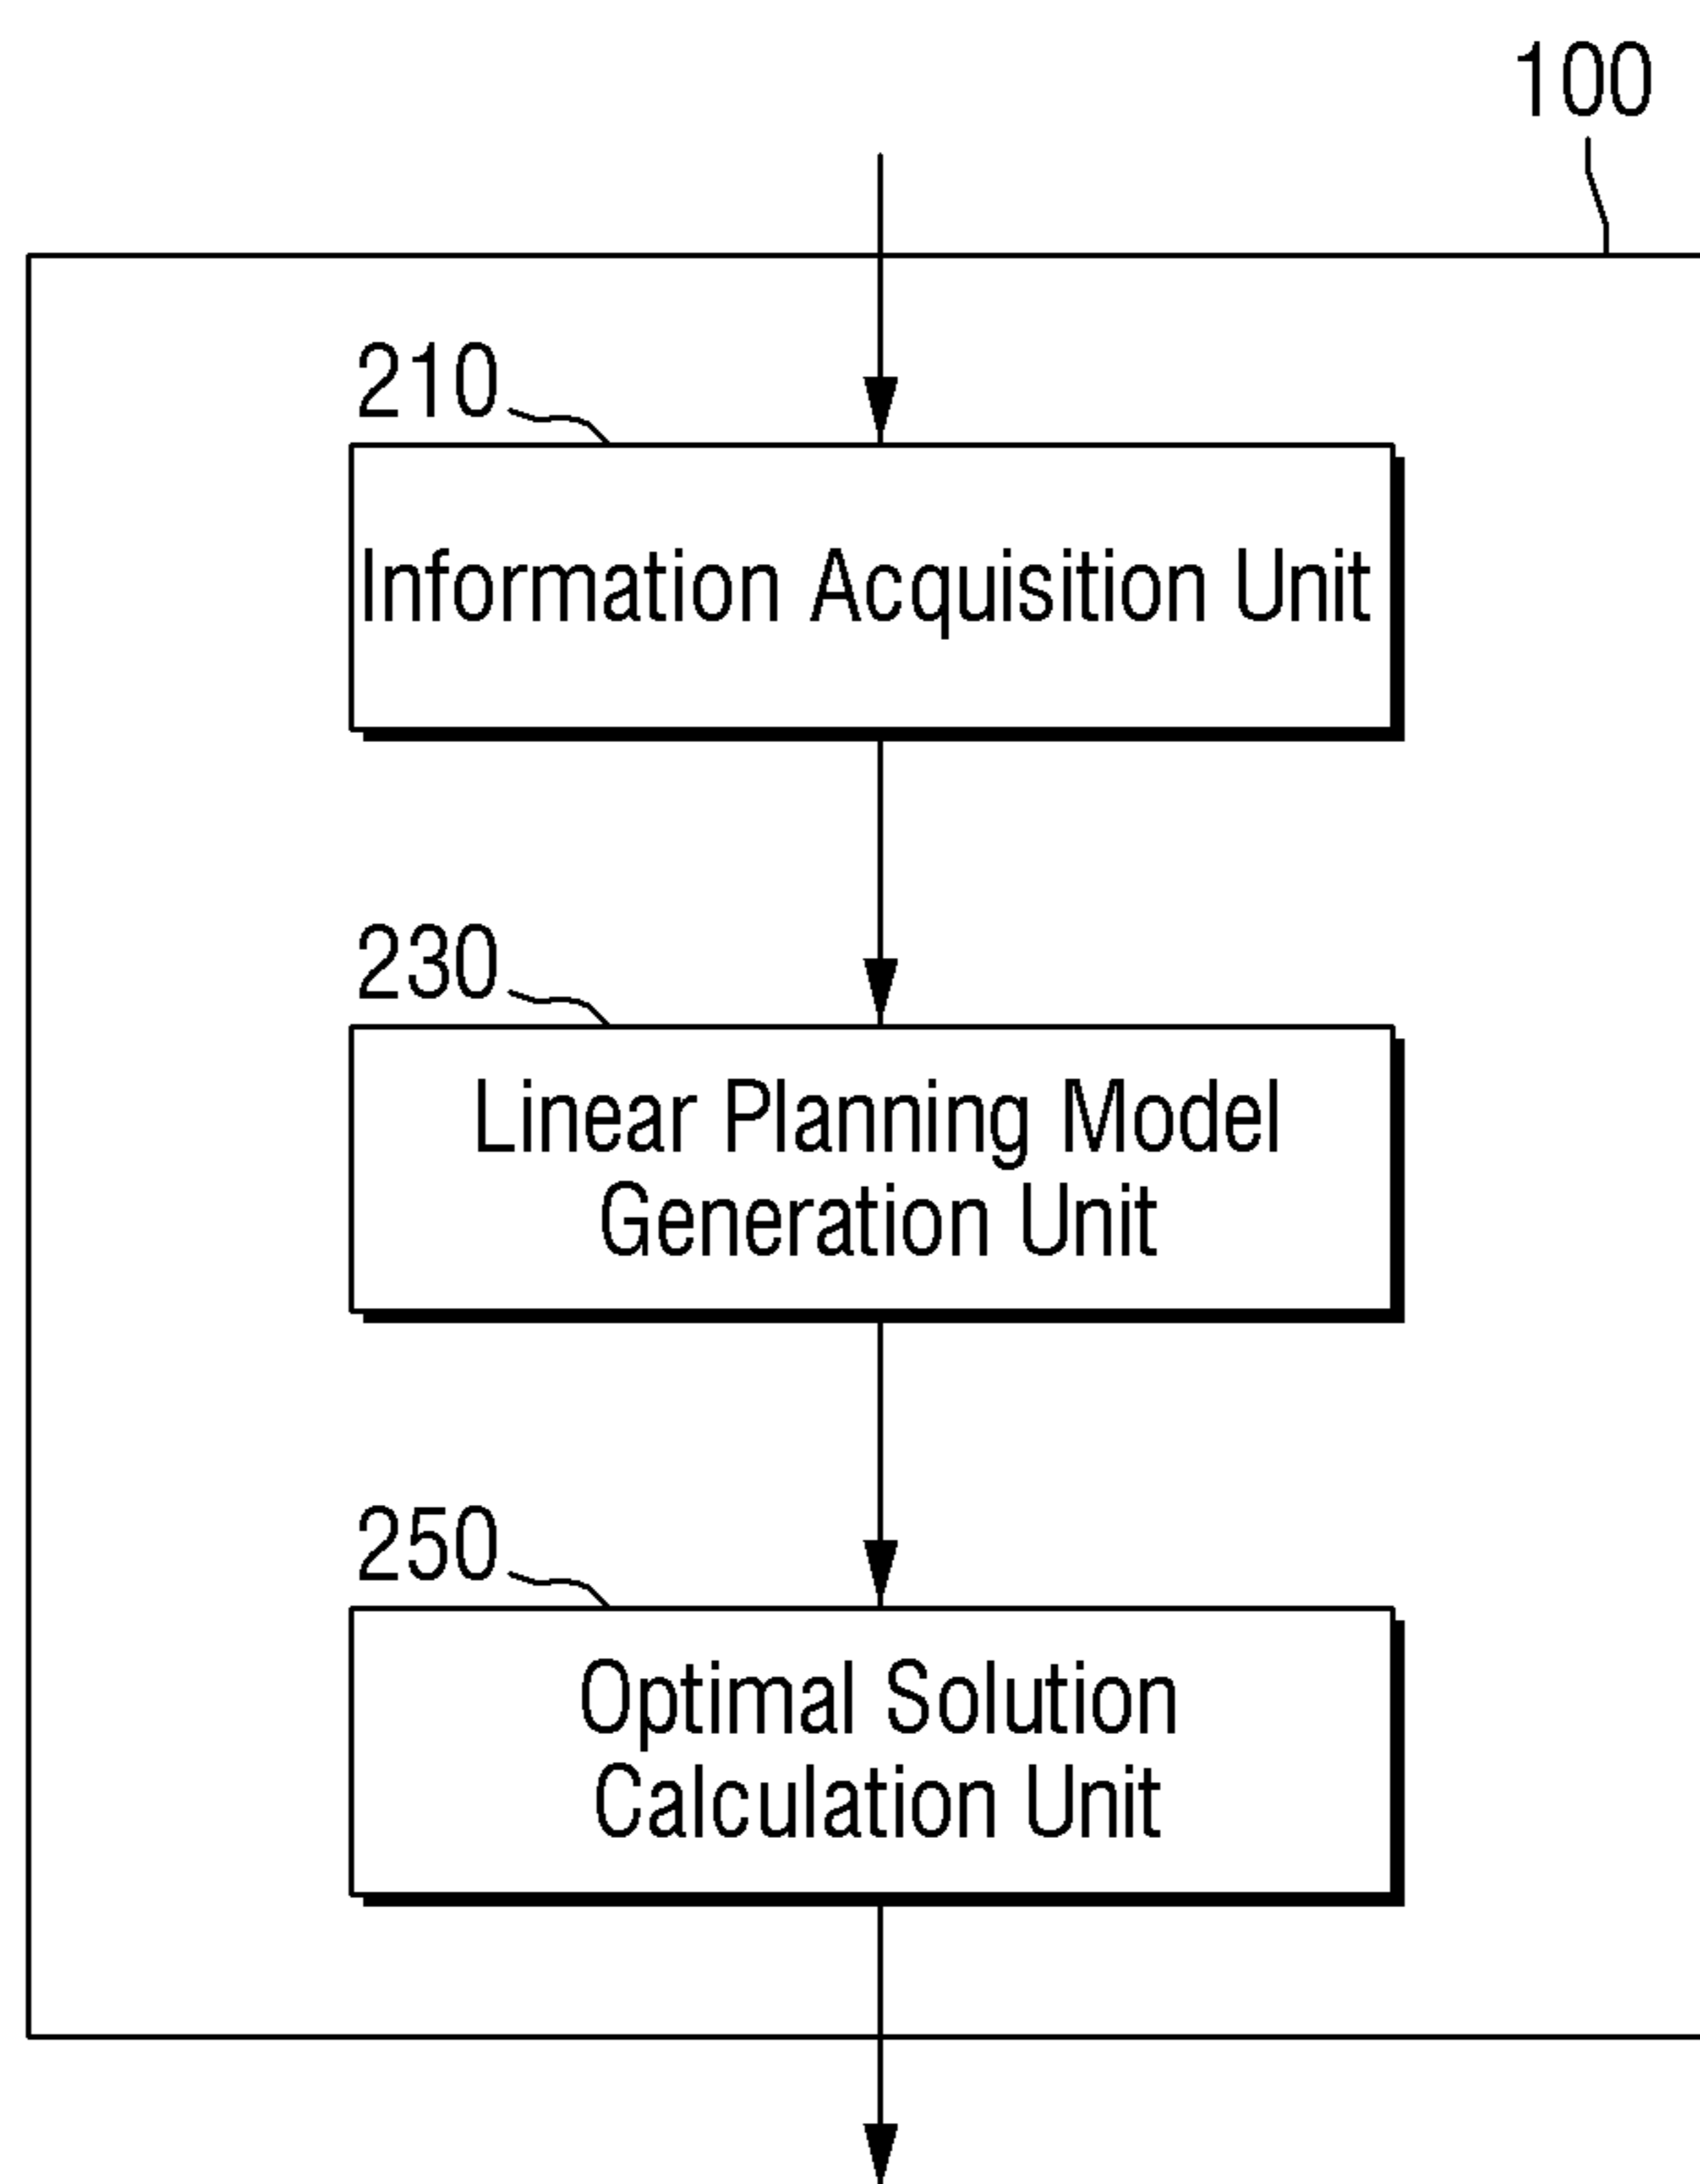 100
210
Information Acquisition Unit
230
Linear Planning Model
Generation Unit
250
Optimal Solution
Calculation Unit